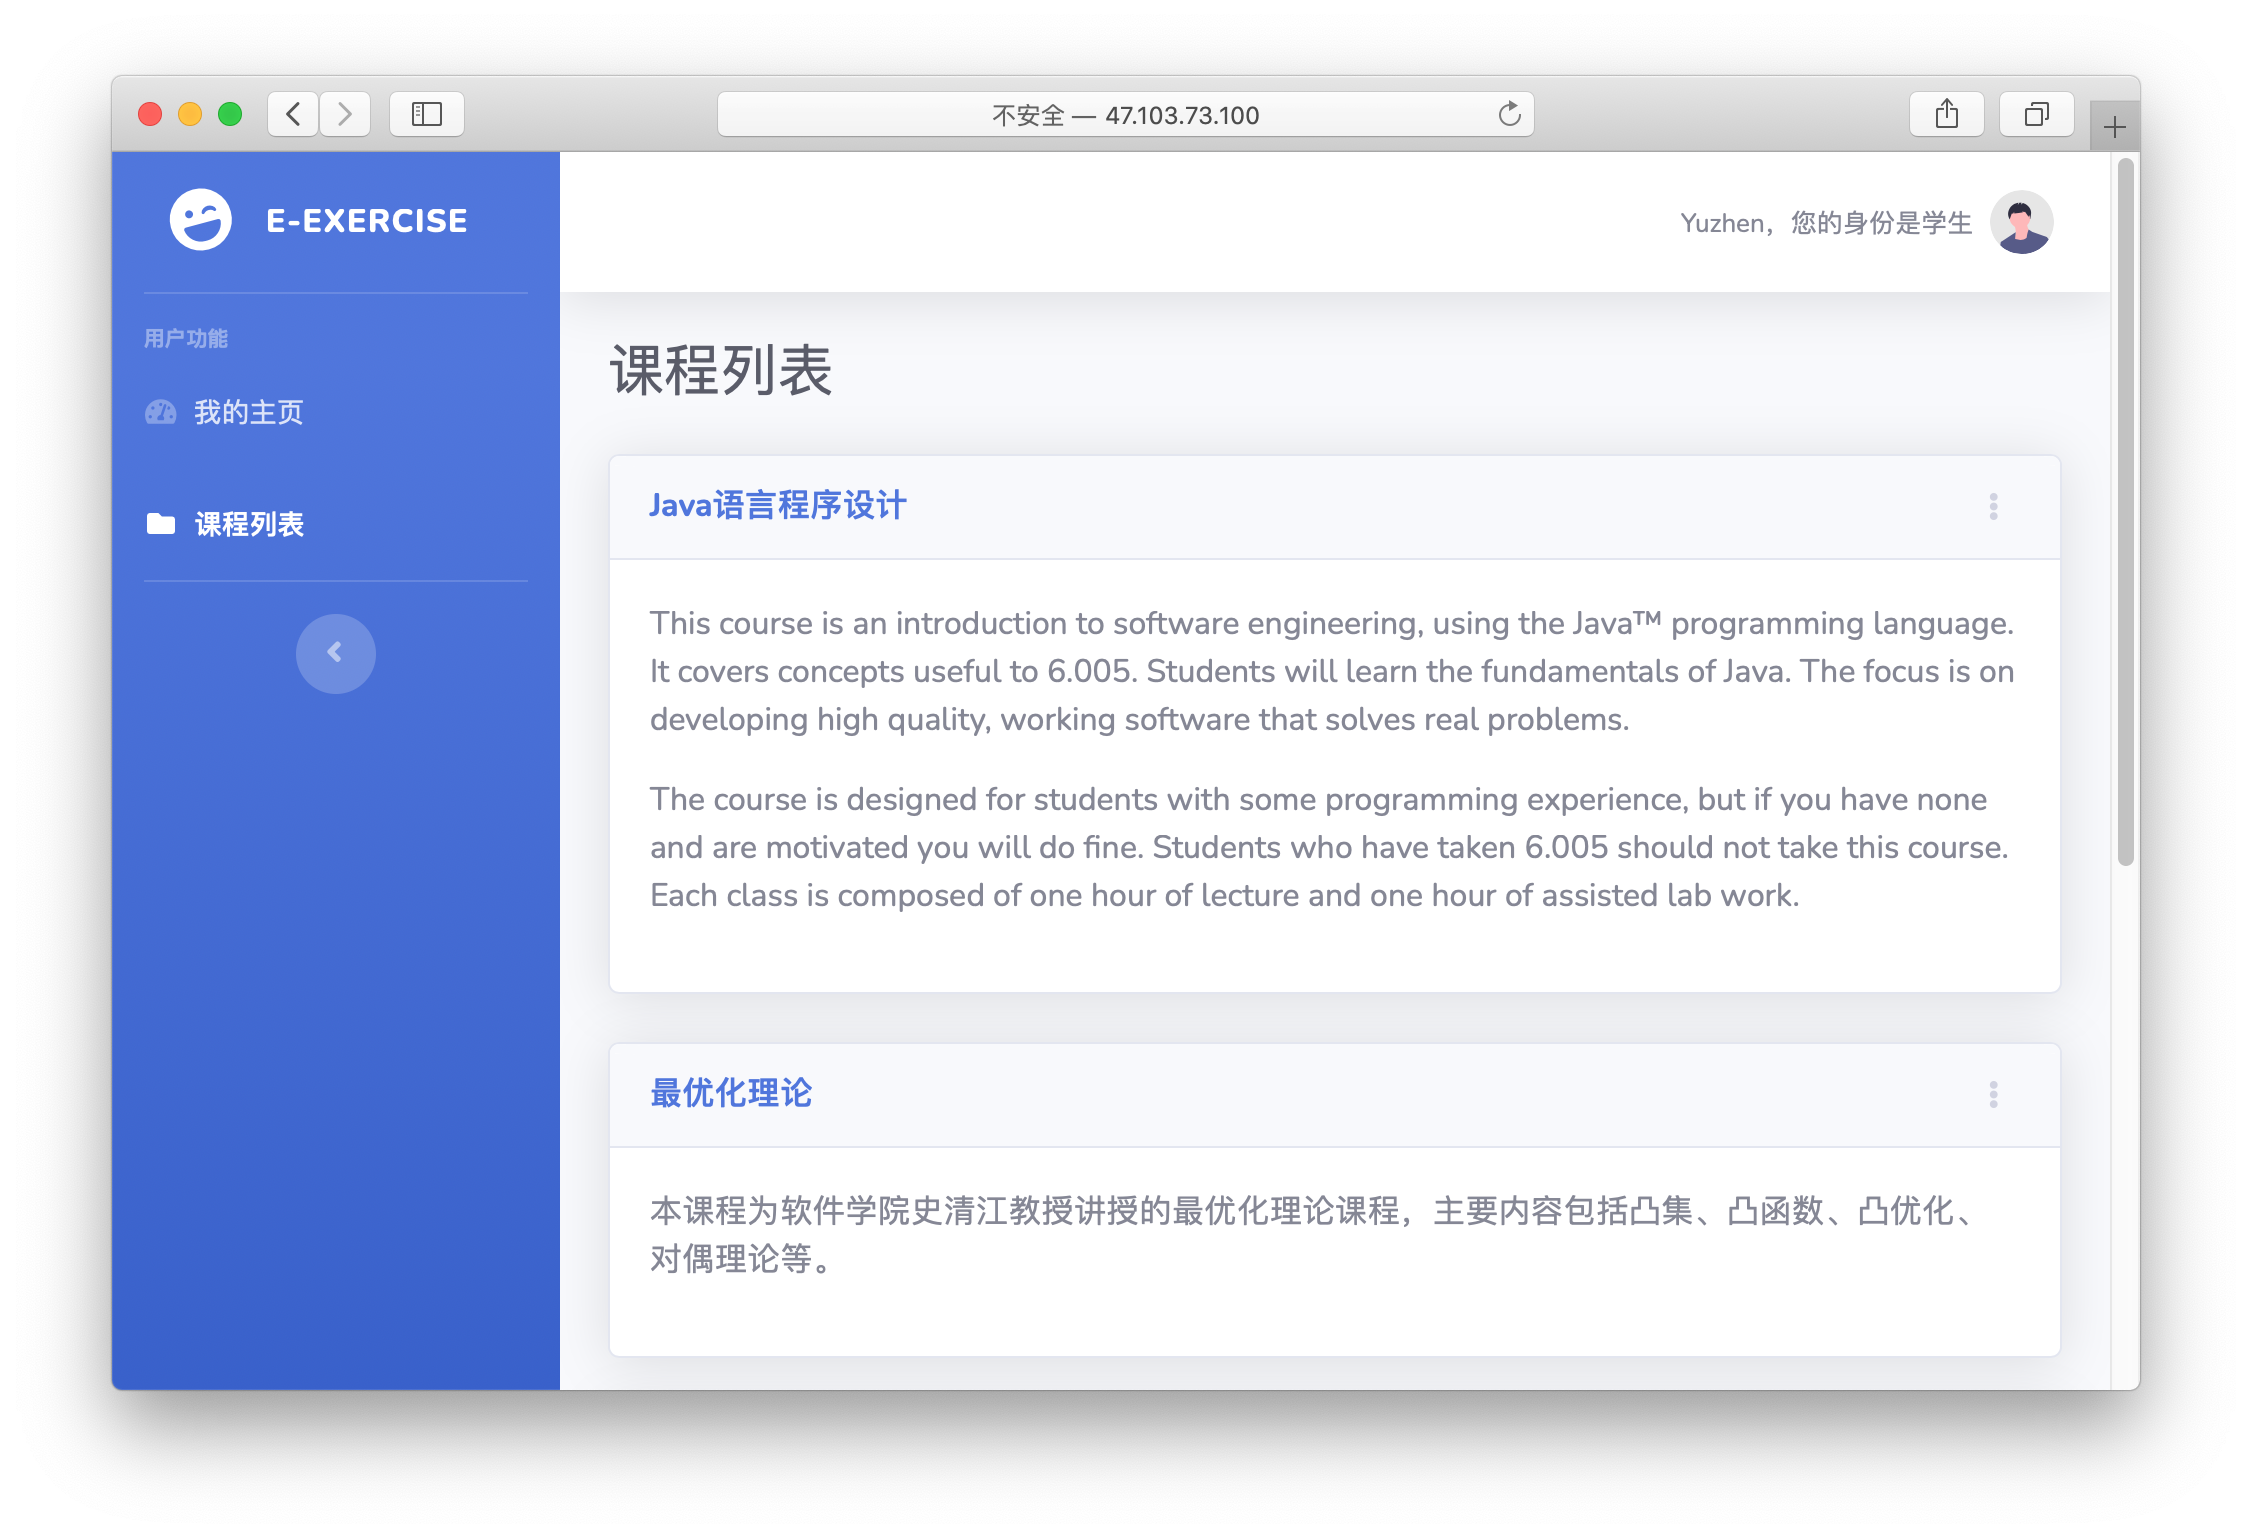 不安全 — 47.103.73.100
E-EXERCISE
Yuzhen，您的身份是学生
用户功能
我的主页
课程列表
课程列表
Java语言程序设计
This course is an introduction to software engineering, using the Java™ programming language.
It covers concepts useful to 6.005. Students will learn the fundamentals of Java. The focus is on
developing high quality, working software that solves real problems.
The course is designed for students with some programming experience, but if you have none
and are motivated you will do fine. Students who have taken 6.005 should not take this course.
Each class is composed of one hour of lecture and one hour of assisted lab work.
最优化理论
本课程为软件学院史清江教授讲授的最优化理论课程，主要内容包括凸集、凸函数、凸优化、
对偶理论等。